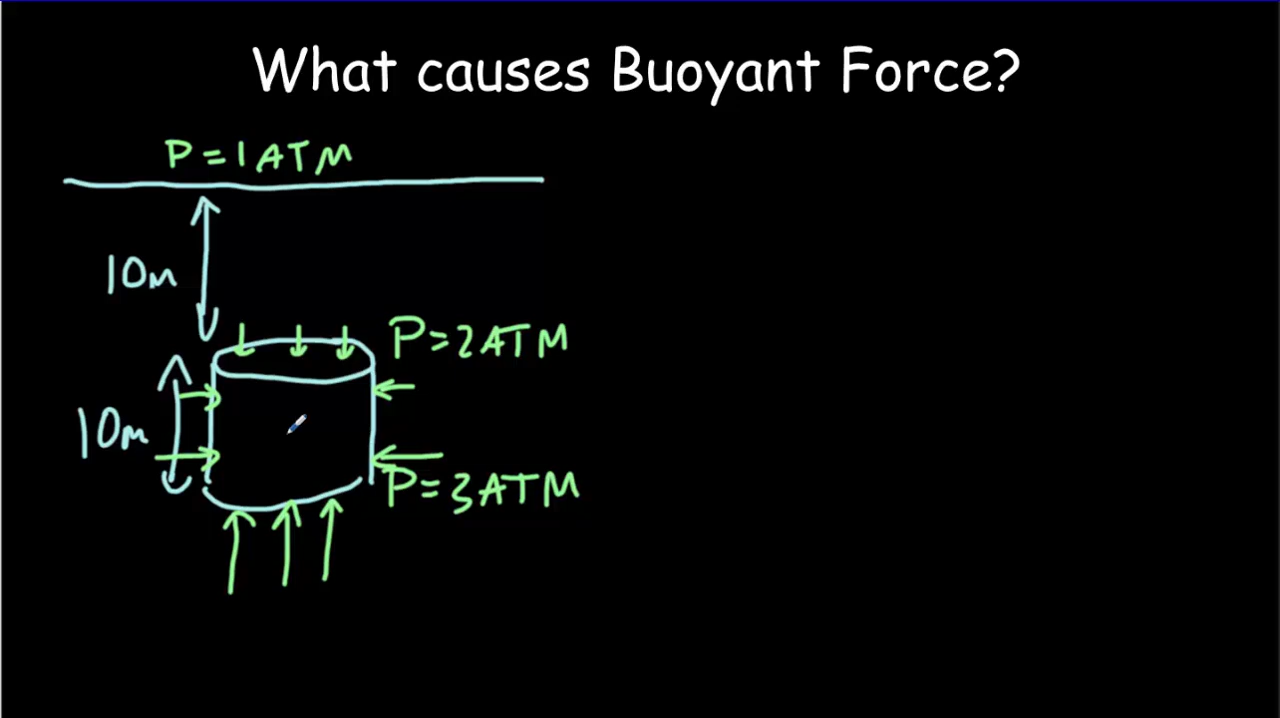 What causes Buoyant Force?
P=1ATM
10m
P=2ATM
10m
P=3ATM